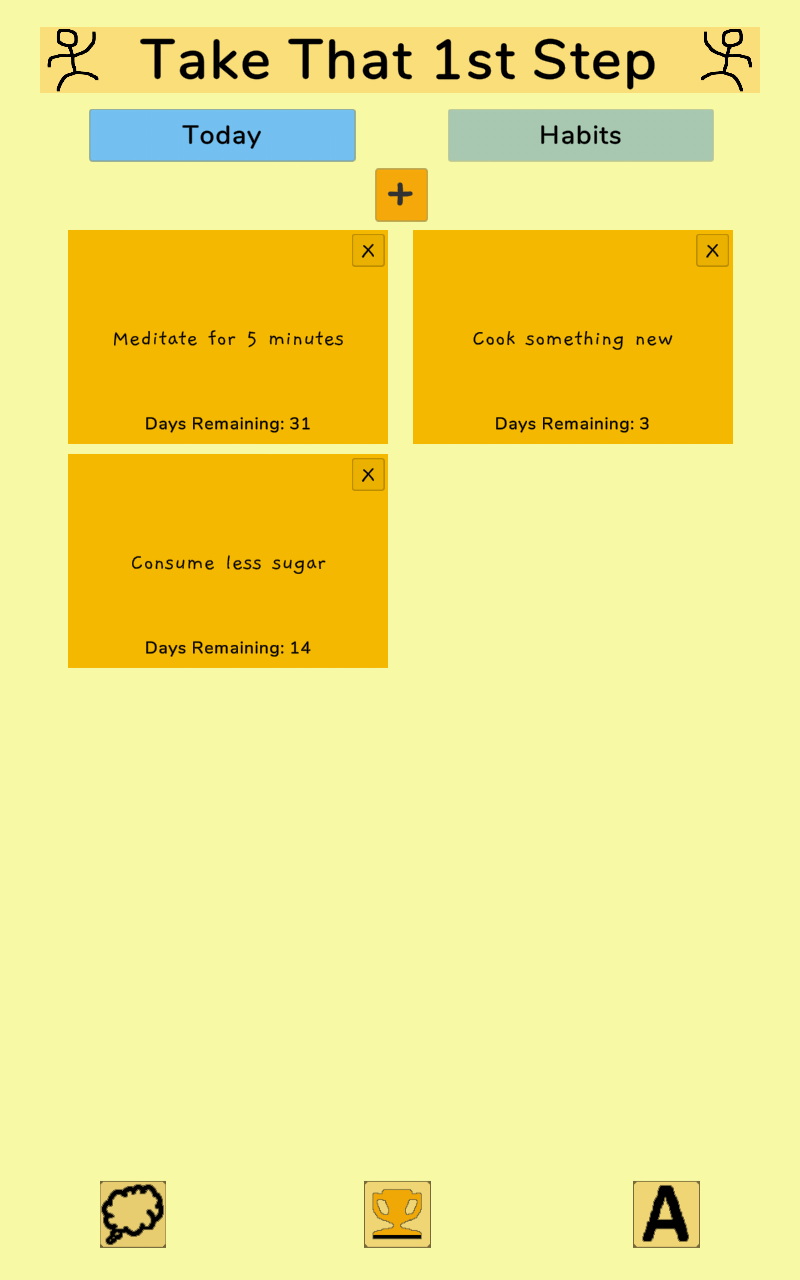 Take That 1st Step
Today
Habits
+
X
X
Meditate for 5 minutes
Cook something new
Days Remaining: 31
Days Remaining: 3
X
Consume less sugar
Days Remaining: 14
A